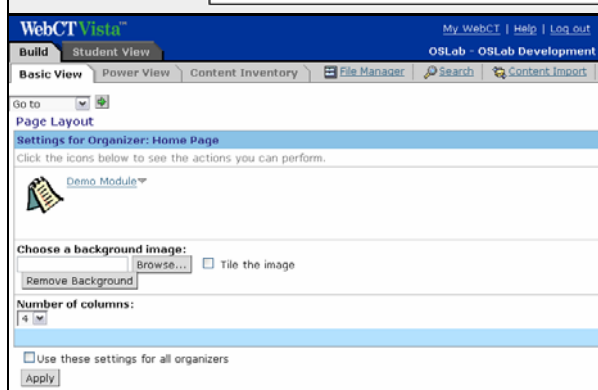 WebCT Vista™
My WebCT | Help | Log out
Build Student View OSLab - OSLab Development
Basic View Power View Content Inventory File Manager Search Content Import
Go to
Page Layout
Settings for Organizer: Home Page
Click the icons below to see the actions you can perform.
Demo Module
Choose a background image:
Browse... Tile the image
Remove Background
Number of columns:
4
Use these settings for all organizers
Apply